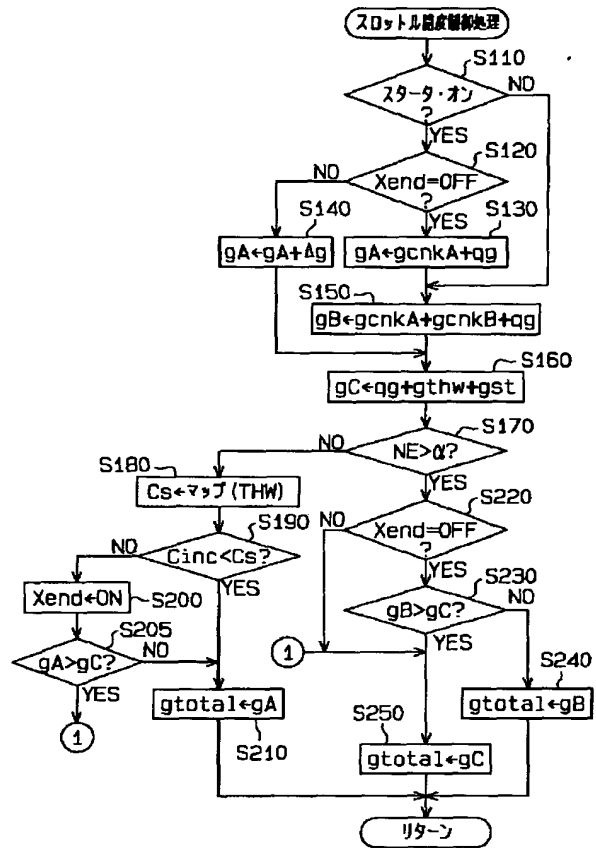 スロットル開度制御処理
S110
スタータ・オン
?
NO
YES
S120
Xend=OFF
?
NO
YES
S140
gA←gA+Δg
S130
gA←gcnkA+qg
S150
gB←gcnkA+gcnkB+qg
S160
gC←qg+gthw+gst
S170
NE>α?
NO
YES
S180
Cs←マップ(THW)
S190
Cinc<Cs?
NO
YES
S220
Xend=OFF
?
NO
YES
S200
Xend←ON
S230
gB>gC?
NO
YES
S205
gA>gC?
NO
YES
1
1
S210
gtotal←gA
S240
gtotal←gB
S250
gtotal←gC
リターン